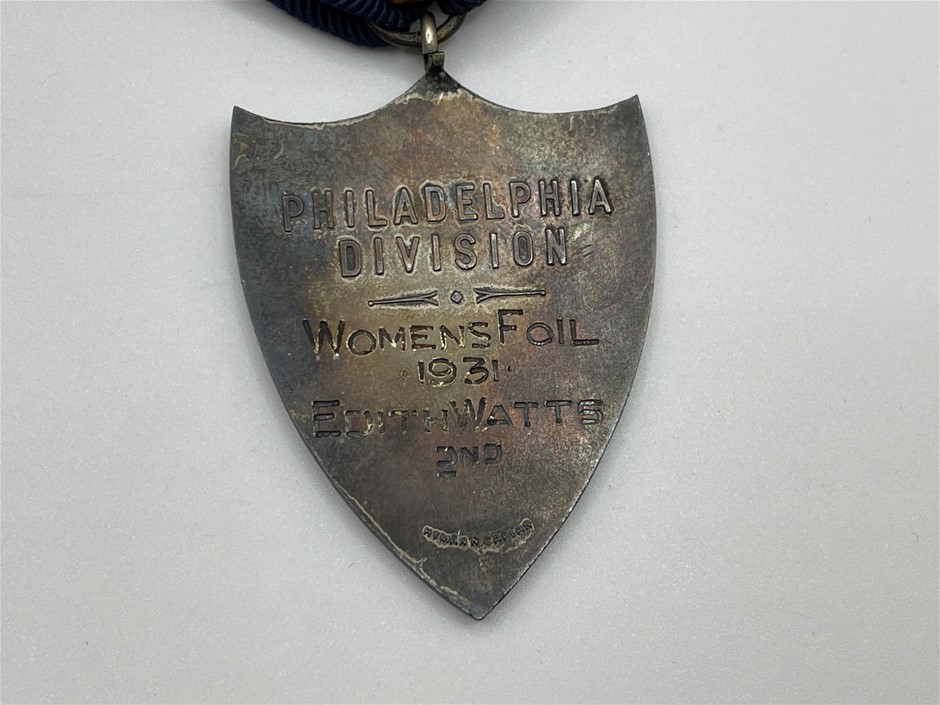 PHILADELPHIA
DIVISION
WOMENS FOIL
·1931·
EDITH WATTS
2ND